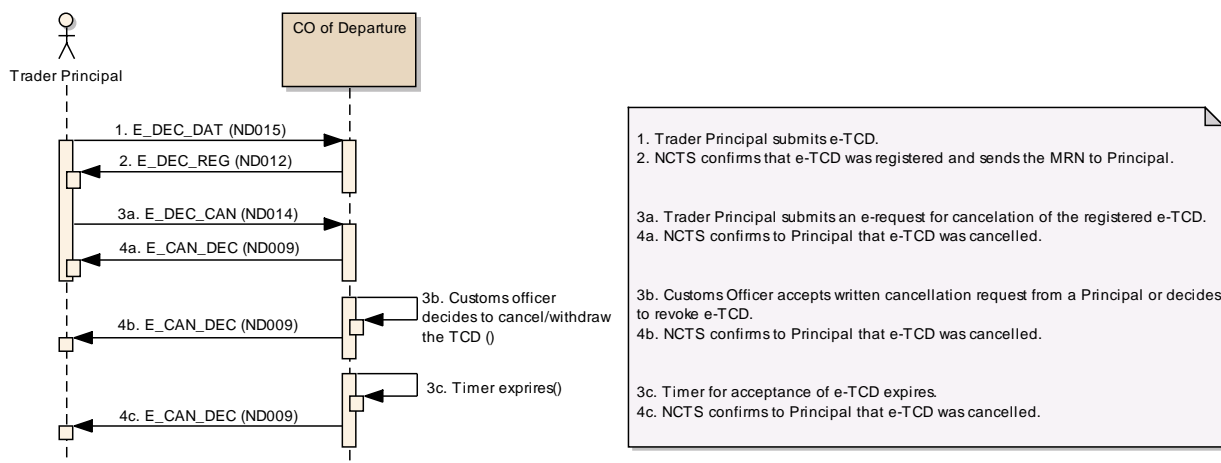 CO of Departure
Trader Principal
1. E_DEC_DAT (ND015)
2. E_DEC_REG (ND012)
3a. E_DEC_CAN (ND014)
4a. E_CAN_DEC (ND009)
3b. Customs officer
decides to cancel/withdraw
the TCD ()
4b. E_CAN_DEC (ND009)
3c. Timer exprires()
4c. E_CAN_DEC (ND009)
1. Trader Principal submits e-TCD.
2. NCTS confirms that e-TCD was registered and sends the MRN to Principal.
3a. Trader Principal submits an e-request for cancelation of the registered e-TCD.
4a. NCTS confirms to Principal that e-TCD was cancelled.
3b. Customs Officer accepts written cancellation request from a Principal or decides
to revoke e-TCD.
4b. NCTS confirms to Principal that e-TCD was cancelled.
3c. Timer for acceptance of e-TCD expires.
4c. NCTS confirms to Principal that e-TCD was cancelled.